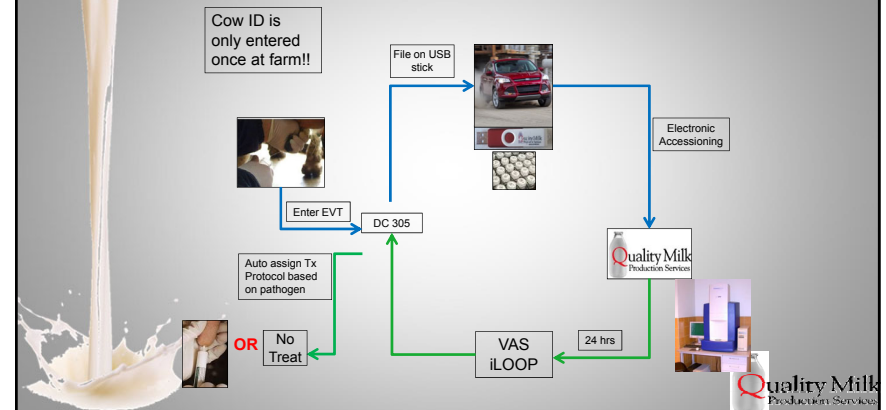 Cow ID is
only entered
once at farm!!
File on USB
stick
Electronic
Accessioning
Enter EVT
DC 305
Quality Milk
Production Services
Auto assign Tx
Protocol based
on pathogen
OR
No
Treat
VAS
iLOOP
24 hrs
Quality Milk
Production Services